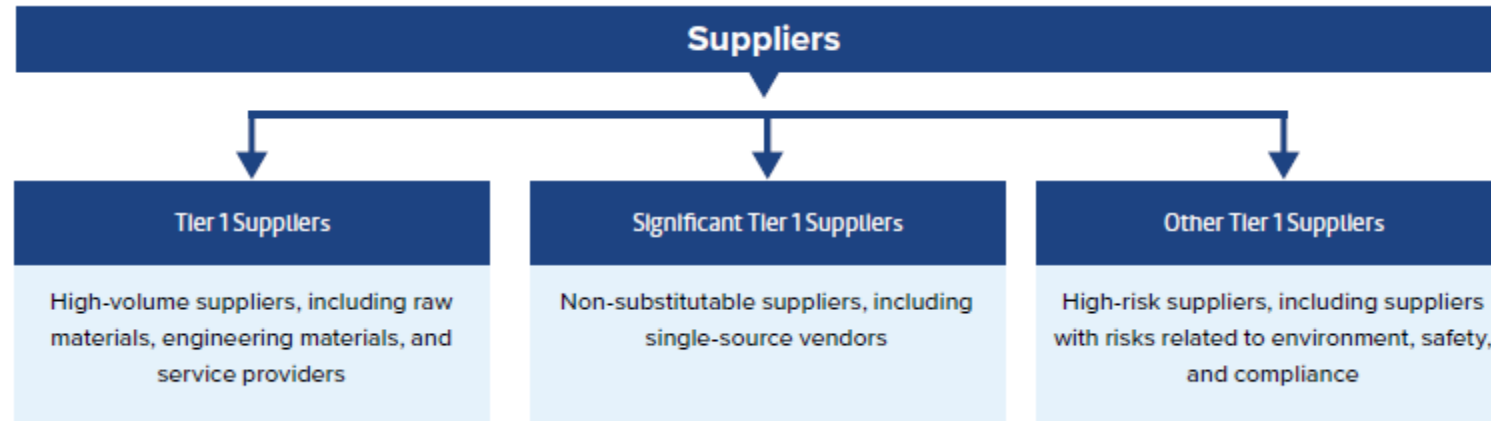 Suppliers
Tier 1 Suppliers
Significant Tier 1 Suppliers
Other Tier 1 Suppliers
High-volume suppliers, including raw
materials, engineering materials, and
service providers
Non-substitutable suppliers, including
single-source vendors
High-risk suppliers, including suppliers
with risks related to environment, safety,
and compliance